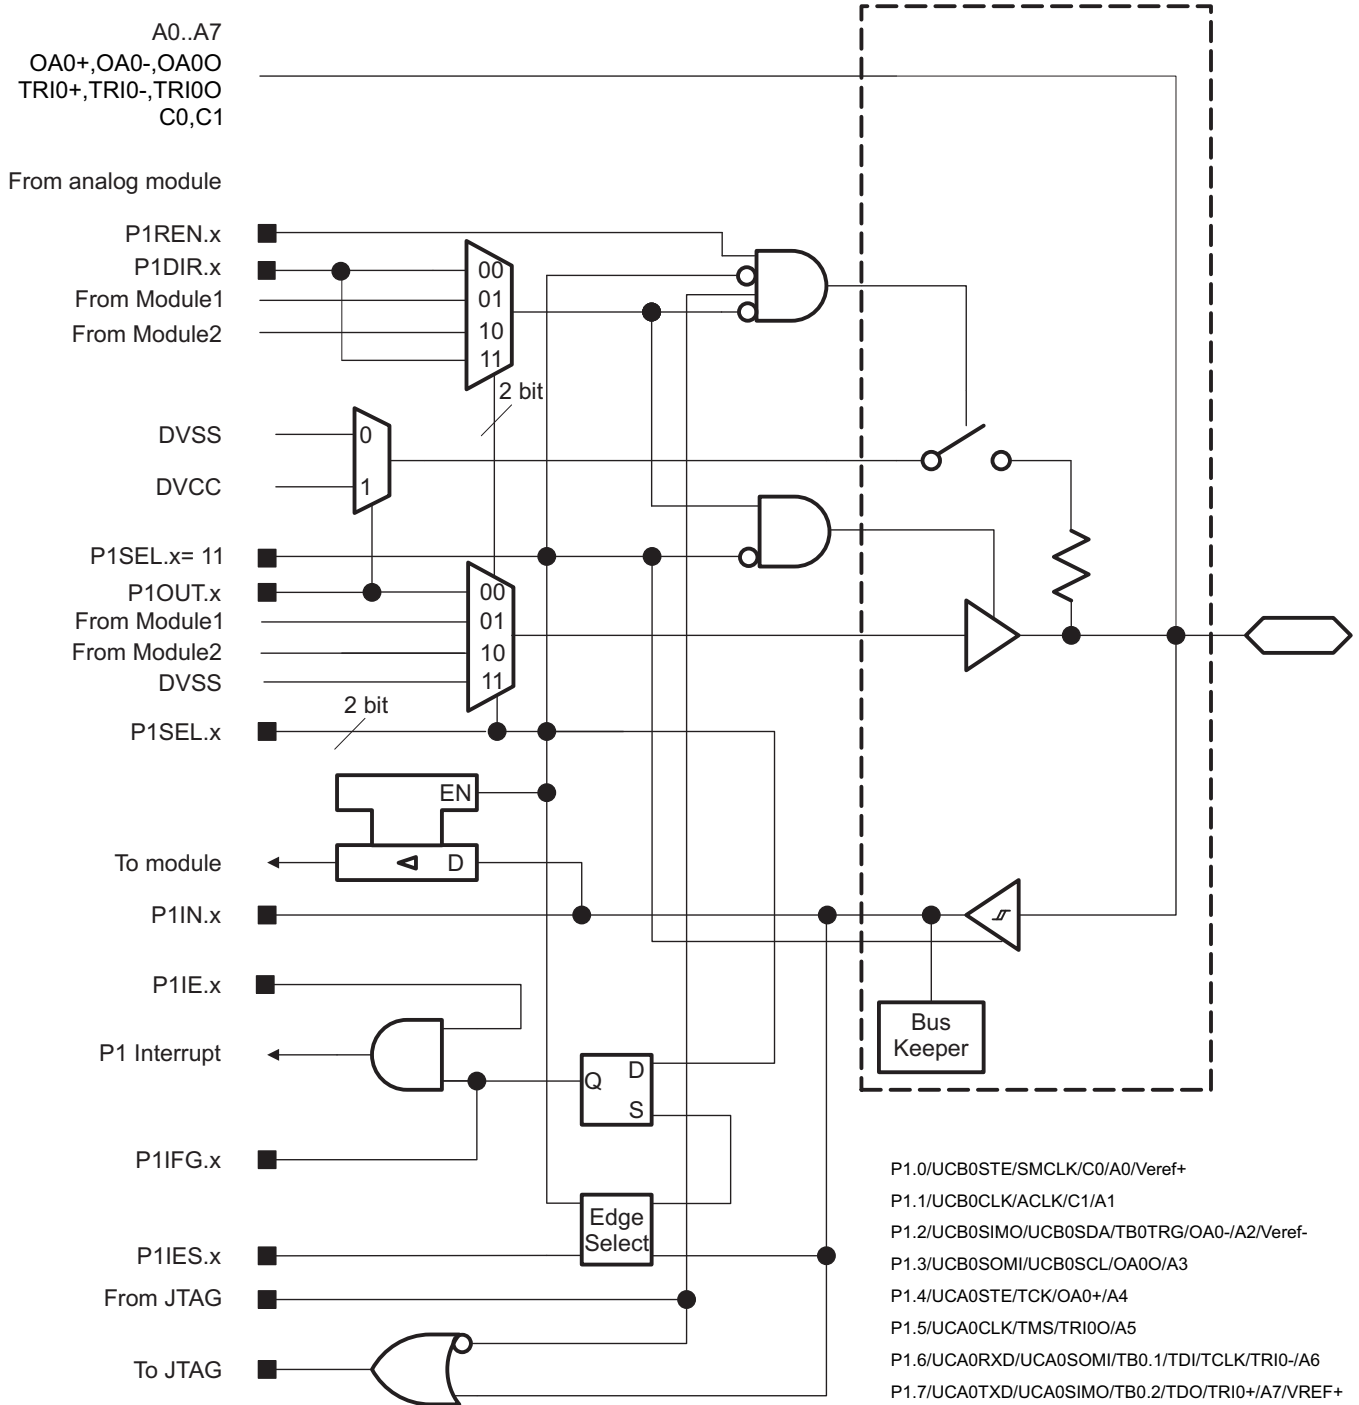 A0..A7
OA0+,OA0-,OA0O
TRI0+,TRI0-,TRI0O
C0,C1
From analog module
P1REN.x
P1DIR.x
From Module1
From Module2
00
01
10
11
2 bit
DVSS
DVCC
0
1
P1SEL.x= 11
P1OUT.x
From Module1
From Module2
DVSS
00
01
10
11
P1SEL.x
2 bit
EN
To module
D
P1IN.x
P1IE.x
P1 Interrupt
Q
D
S
Bus
Keeper
P1IFG.x
Edge
Select
P1IES.x
From JTAG
To JTAG
P1.0/UCB0STE/SMCLK/C0/A0/Veref+
P1.1/UCB0CLK/ACLK/C1/A1
P1.2/UCB0SIMO/UCB0SDA/TB0TRG/OA0-/A2/Veref-
P1.3/UCB0SOMI/UCB0SCL/OA0O/A3
P1.4/UCA0STE/TCK/OA0+/A4
P1.5/UCA0CLK/TMS/TRI0O/A5
P1.6/UCA0RXD/UCA0SOMI/TB0.1/TDI/TCLK/TRI0-/A6
P1.7/UCA0TXD/UCA0SIMO/TB0.2/TDO/TRI0+/A7/VREF+